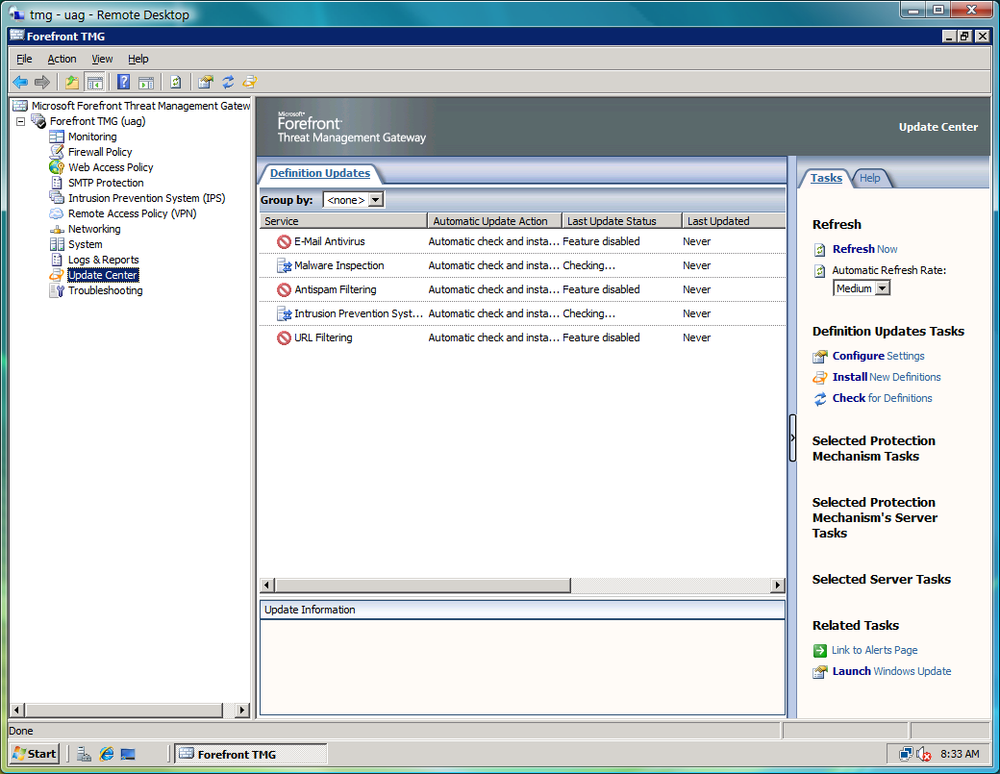 tmg - uag - Remote Desktop
Forefront TMG
File Action View Help
Microsoft Forefront Threat Management Gatew
Forefront TMG (uag)
Monitoring
Firewall Policy
Web Access Policy
SMTP Protection
Intrusion Prevention System (IPS)
Remote Access Policy (VPN)
Networking
System
Logs & Reports
Update Center
Troubleshooting
Microsoft®
Forefront™
Threat Management Gateway
Update Center
Definition Updates
Group by: <none>
Service Automatic Update Action Last Update Status Last Updated
E-Mail Antivirus Automatic check and insta... Feature disabled Never
Malware Inspection Automatic check and insta... Checking... Never
Antispam Filtering Automatic check and insta... Feature disabled Never
Intrusion Prevention Syst... Automatic check and insta... Checking... Never
URL Filtering Automatic check and insta... Feature disabled Never
Update Information
Tasks Help
Refresh
Refresh Now
Automatic Refresh Rate:
Medium
Definition Updates Tasks
Configure Settings
Install New Definitions
Check for Definitions
Selected Protection
Mechanism Tasks
Selected Protection
Mechanism's Server
Tasks
Selected Server Tasks
Related Tasks
Link to Alerts Page
Launch Windows Update
Done
Start Forefront TMG 8:33 AM